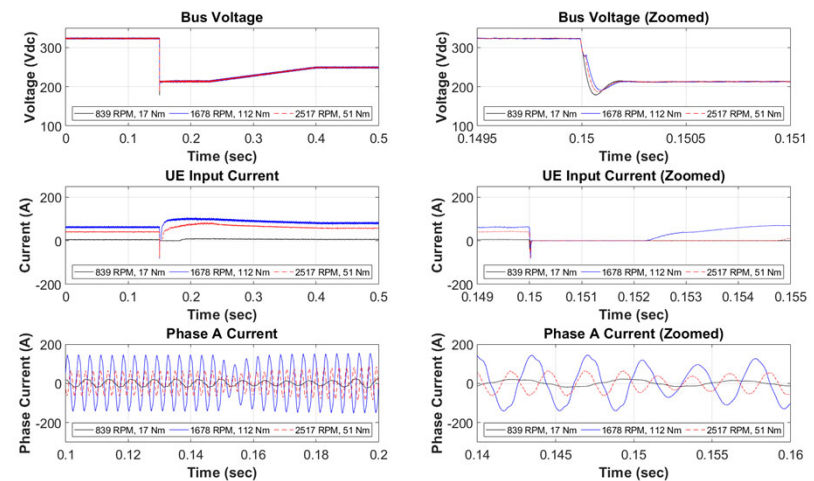 Bus Voltage
Voltage (Vdc)
300
200
100
839 RPM, 17 Nm 1678 RPM, 112 Nm 2517 RPM, 51 Nm
0 0.1 0.2 0.3 0.4 0.5
Time (sec)
Bus Voltage (Zoomed)
Voltage (Vdc)
300
200
100
839 RPM, 17 Nm 1678 RPM, 112 Nm 2517 RPM, 51 Nm
0.1495 0.15 0.1505 0.151
Time (sec)
UE Input Current
Current (A)
200
0
-200
839 RPM, 17 Nm 1678 RPM, 112 Nm 2517 RPM, 51 Nm
0 0.1 0.2 0.3 0.4 0.5
Time (sec)
UE Input Current (Zoomed)
Current (A)
200
0
-200
839 RPM, 17 Nm 1678 RPM, 112 Nm 2517 RPM, 51 Nm
0.149 0.15 0.151 0.152 0.153 0.154 0.155
Time (sec)
Phase A Current
Phase Current (A)
200
0
-200
839 RPM, 17 Nm 1678 RPM, 112 Nm 2517 RPM, 51 Nm
0.1 0.12 0.14 0.16 0.18 0.2
Time (sec)
Phase A Current (Zoomed)
Phase Current (A)
200
0
-200
839 RPM, 17 Nm 1678 RPM, 112 Nm 2517 RPM, 51 Nm
0.14 0.145 0.15 0.155 0.16
Time (sec)